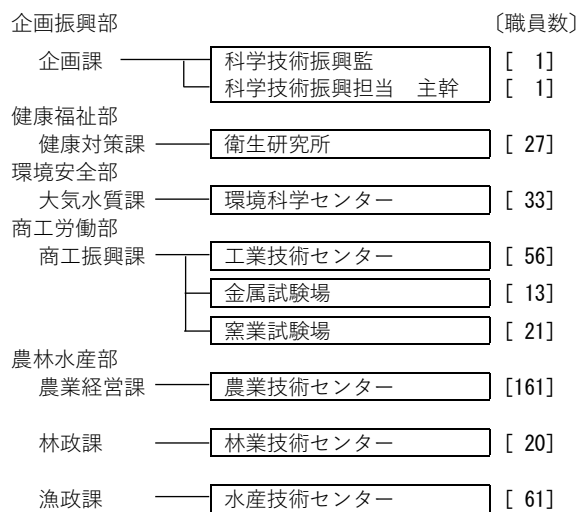 企画振興部 〔職員数〕
企画課 科学技術振興監 [ 1]
科学技術振興担当 主幹 [ 1]
健康福祉部
健康対策課 衛生研究所 [ 27]
環境安全部
大気水質課 環境科学センター [ 33]
商工労働部
商工振興課 工業技術センター [ 56]
金属試験場 [ 13]
窯業試験場 [ 21]
農林水産部
農業経営課 農業技術センター [161]
林政課 林業技術センター [ 20]
漁政課 水産技術センター [ 61]